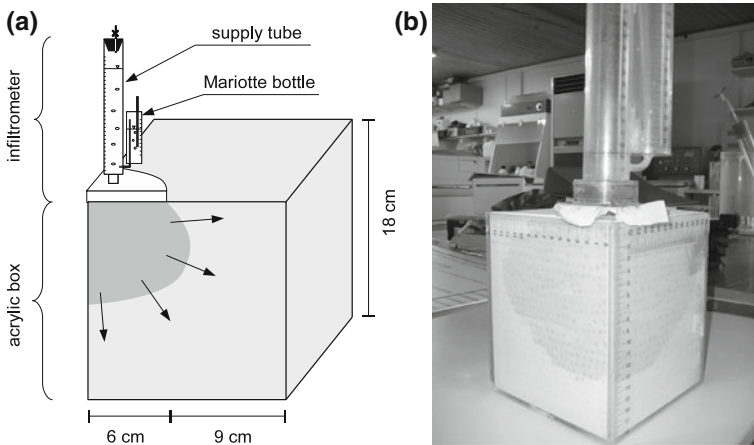 (a)
supply tube
Mariotte bottle
infiltrometer
acrylic box
18 cm
6 cm
9 cm
(b)